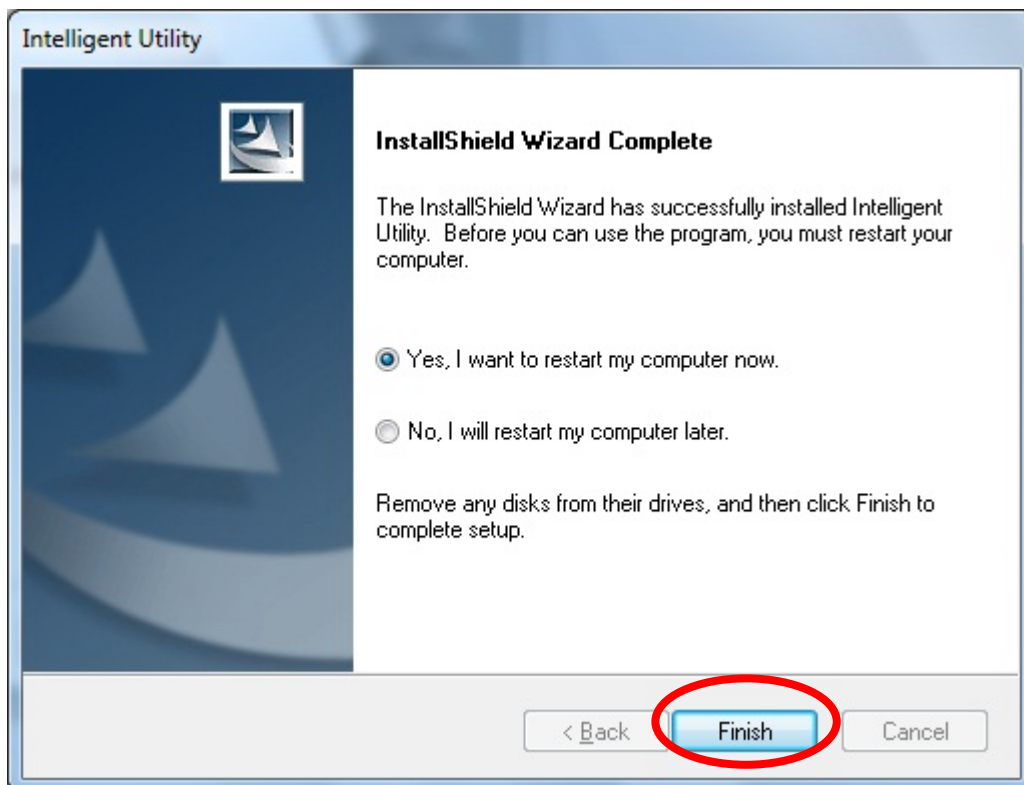 Intelligent Utility
InstallShield Wizard Complete
The InstallShield Wizard has successfully installed Intelligent
Utility. Before you can use the program, you must restart your
computer.
Yes, I want to restart my computer now.
No, I will restart my computer later.
Remove any disks from their drives, and then click Finish to
complete setup.
< Back Finish Cancel